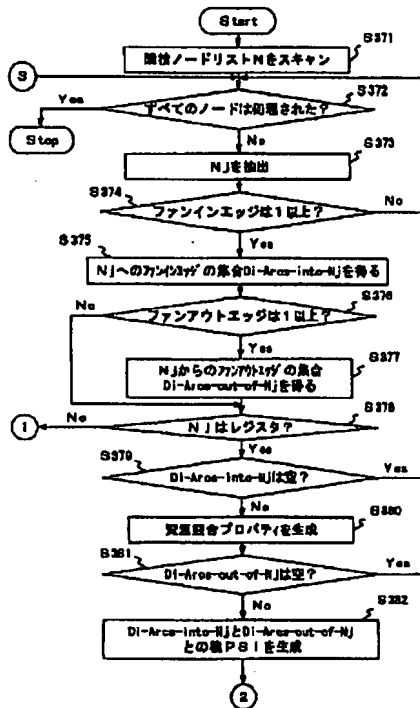 Start
S371
隣接ノードリストNをスキャン
3
S372
Yes
すべてのノードは処理された?
Stop
No
S373
Njを抽出
S374
No
ファンインエッジは1以上?
S375
Yes
Njへのファンインエッジの集合Di-Arcs-into-Njを得る
S376
No
ファンアウトエッジは1以上?
Yes
S377
Njからのファンアウトエッジの集合
Di-Arcs-out-of-Njを得る
S378
No
1
Njはレジスタ?
S379
Yes
Yes
Di-Arcs-into-Njは空?
No
S380
プロパティを生成
S381
Yes
Di-Arcs-out-of-Njは空?
No
S382
Di-Arcs-into-NjとDi-Arcs-out-of-Nj
との積PSIを生成
2